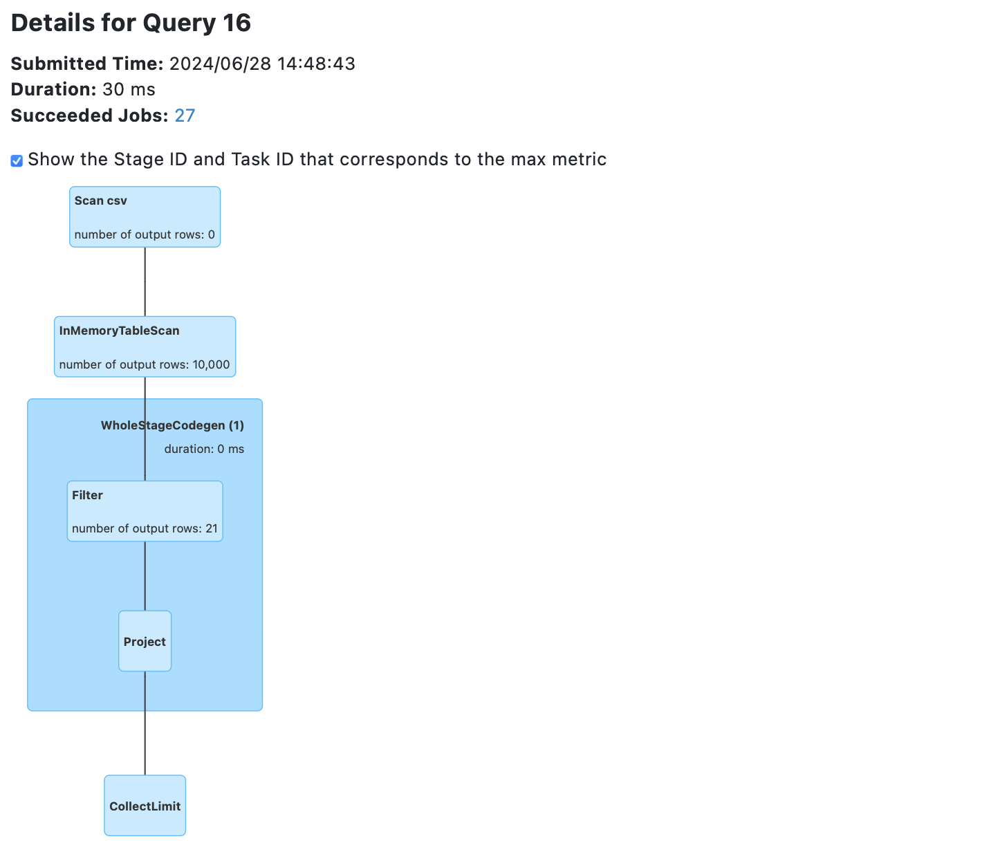 Details for Query 16
Submitted Time: 2024/06/28 14:48:43
Duration: 30 ms
Succeeded Jobs: 27
Show the Stage ID and Task ID that corresponds to the max metric
Scan csv
number of output rows: 0
InMemoryTableScan
number of output rows: 10,000
WholeStageCodegen (1)
duration: 0 ms
Filter
number of output rows: 21
Project
CollectLimit